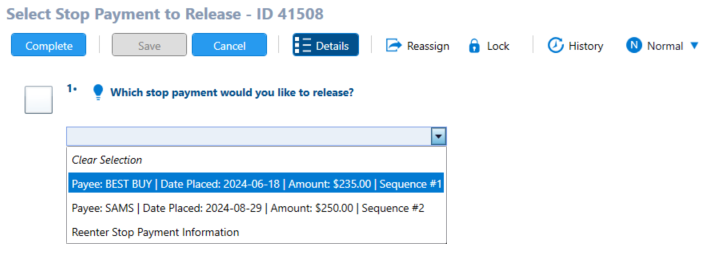 Select Stop Payment to Release - ID 41508
Complete Save Cancel Details Reassign Lock History N Normal
1. Which stop payment would you like to release?
Clear Selection
Payee: BEST BUY | Date Placed: 2024-06-18 | Amount: $235.00 | Sequence #1
Payee: SAMS | Date Placed: 2024-08-29 | Amount: $250.00 | Sequence #2
Reenter Stop Payment Information